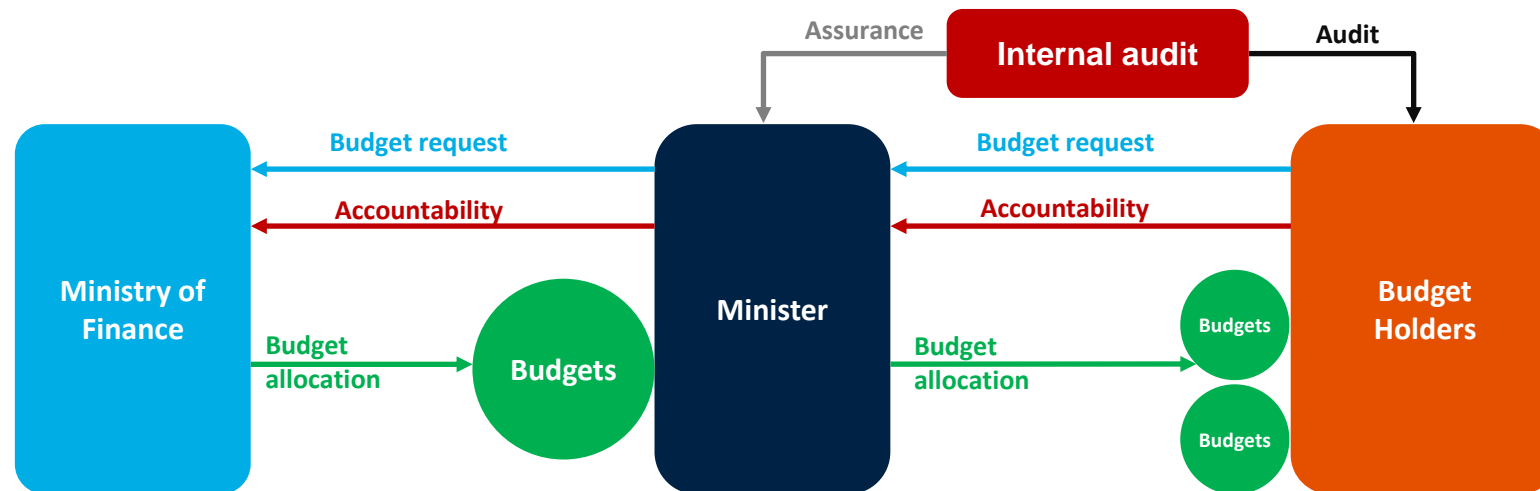 Assurance
Internal audit
Audit
Budget request
Budget request
Accountability
Accountability
Ministry of
Finance
Budget
allocation
Budgets
Minister
Budget
allocation
Budgets
Budgets
Budget
Holders